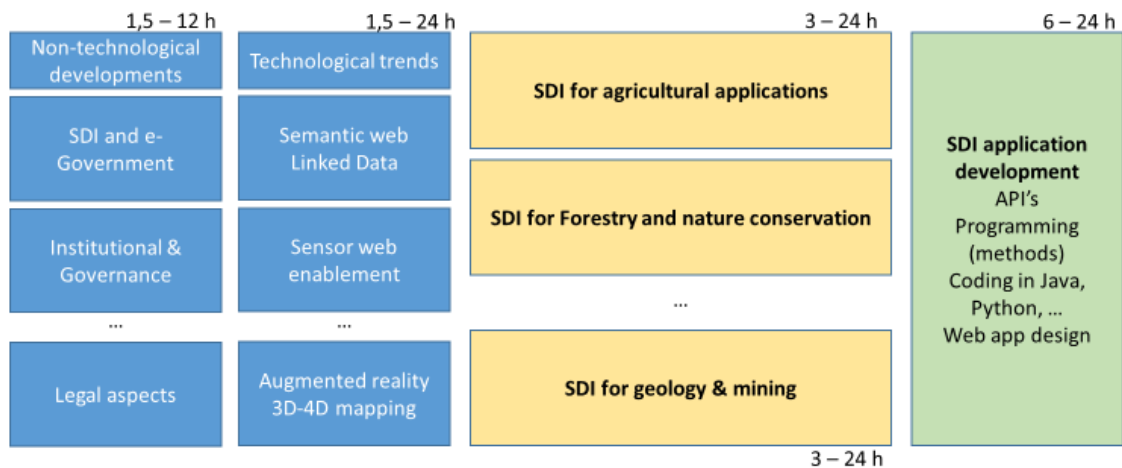 1,5 – 12 h
Non-technological
developments
SDI and e-
Government
Institutional &
Governance
...
Legal aspects
1,5 – 24 h
Technological trends
Semantic web
Linked Data
Sensor web
enablement
...
Augmented reality
3D-4D mapping
3 – 24 h
SDI for agricultural applications
SDI for Forestry and nature conservation
...
SDI for geology & mining
3 – 24 h
6 – 24 h
SDI application
development
API’s
Programming
(methods)
Coding in Java,
Python, ...
Web app design